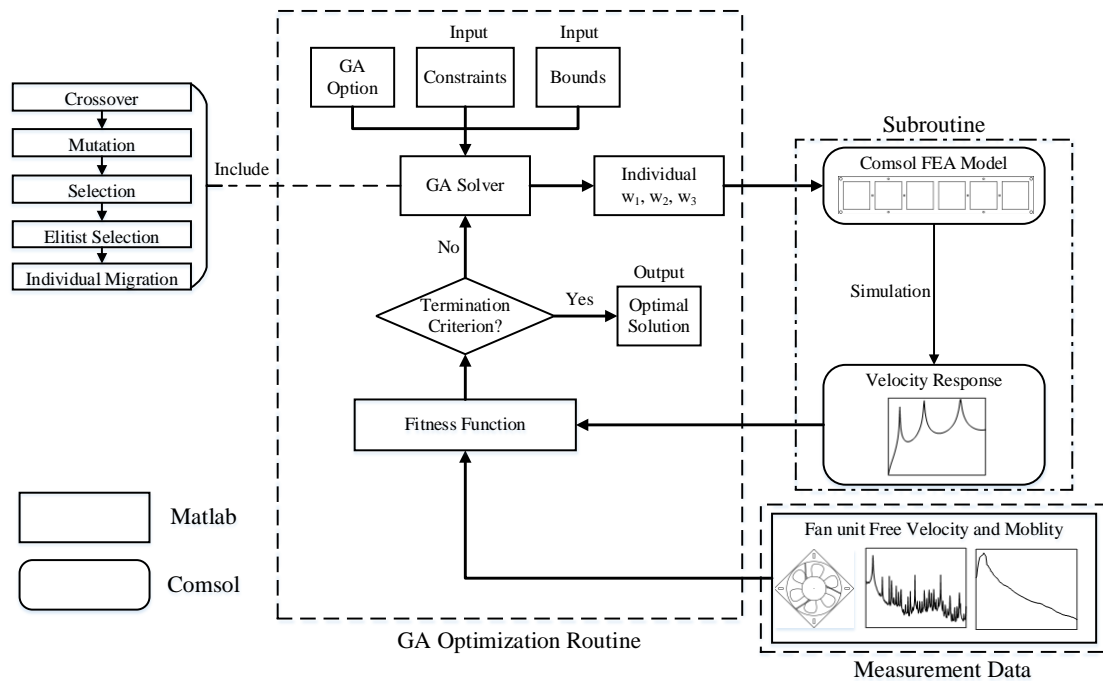 Input
Input
GA
Option
Constraints
Bounds
Crossover
Mutation
Selection
Elitist Selection
Individual Migration
Include
GA Solver
Individual
w₁, w₂, w₃
Subroutine
Comsol FEA Model
Simulation
Velocity Response
No
Termination
Criterion?
Yes
Output
Optimal
Solution
Fitness Function
Matlab
Comsol
Fan unit Free Velocity and Moblity
GA Optimization Routine
Measurement Data